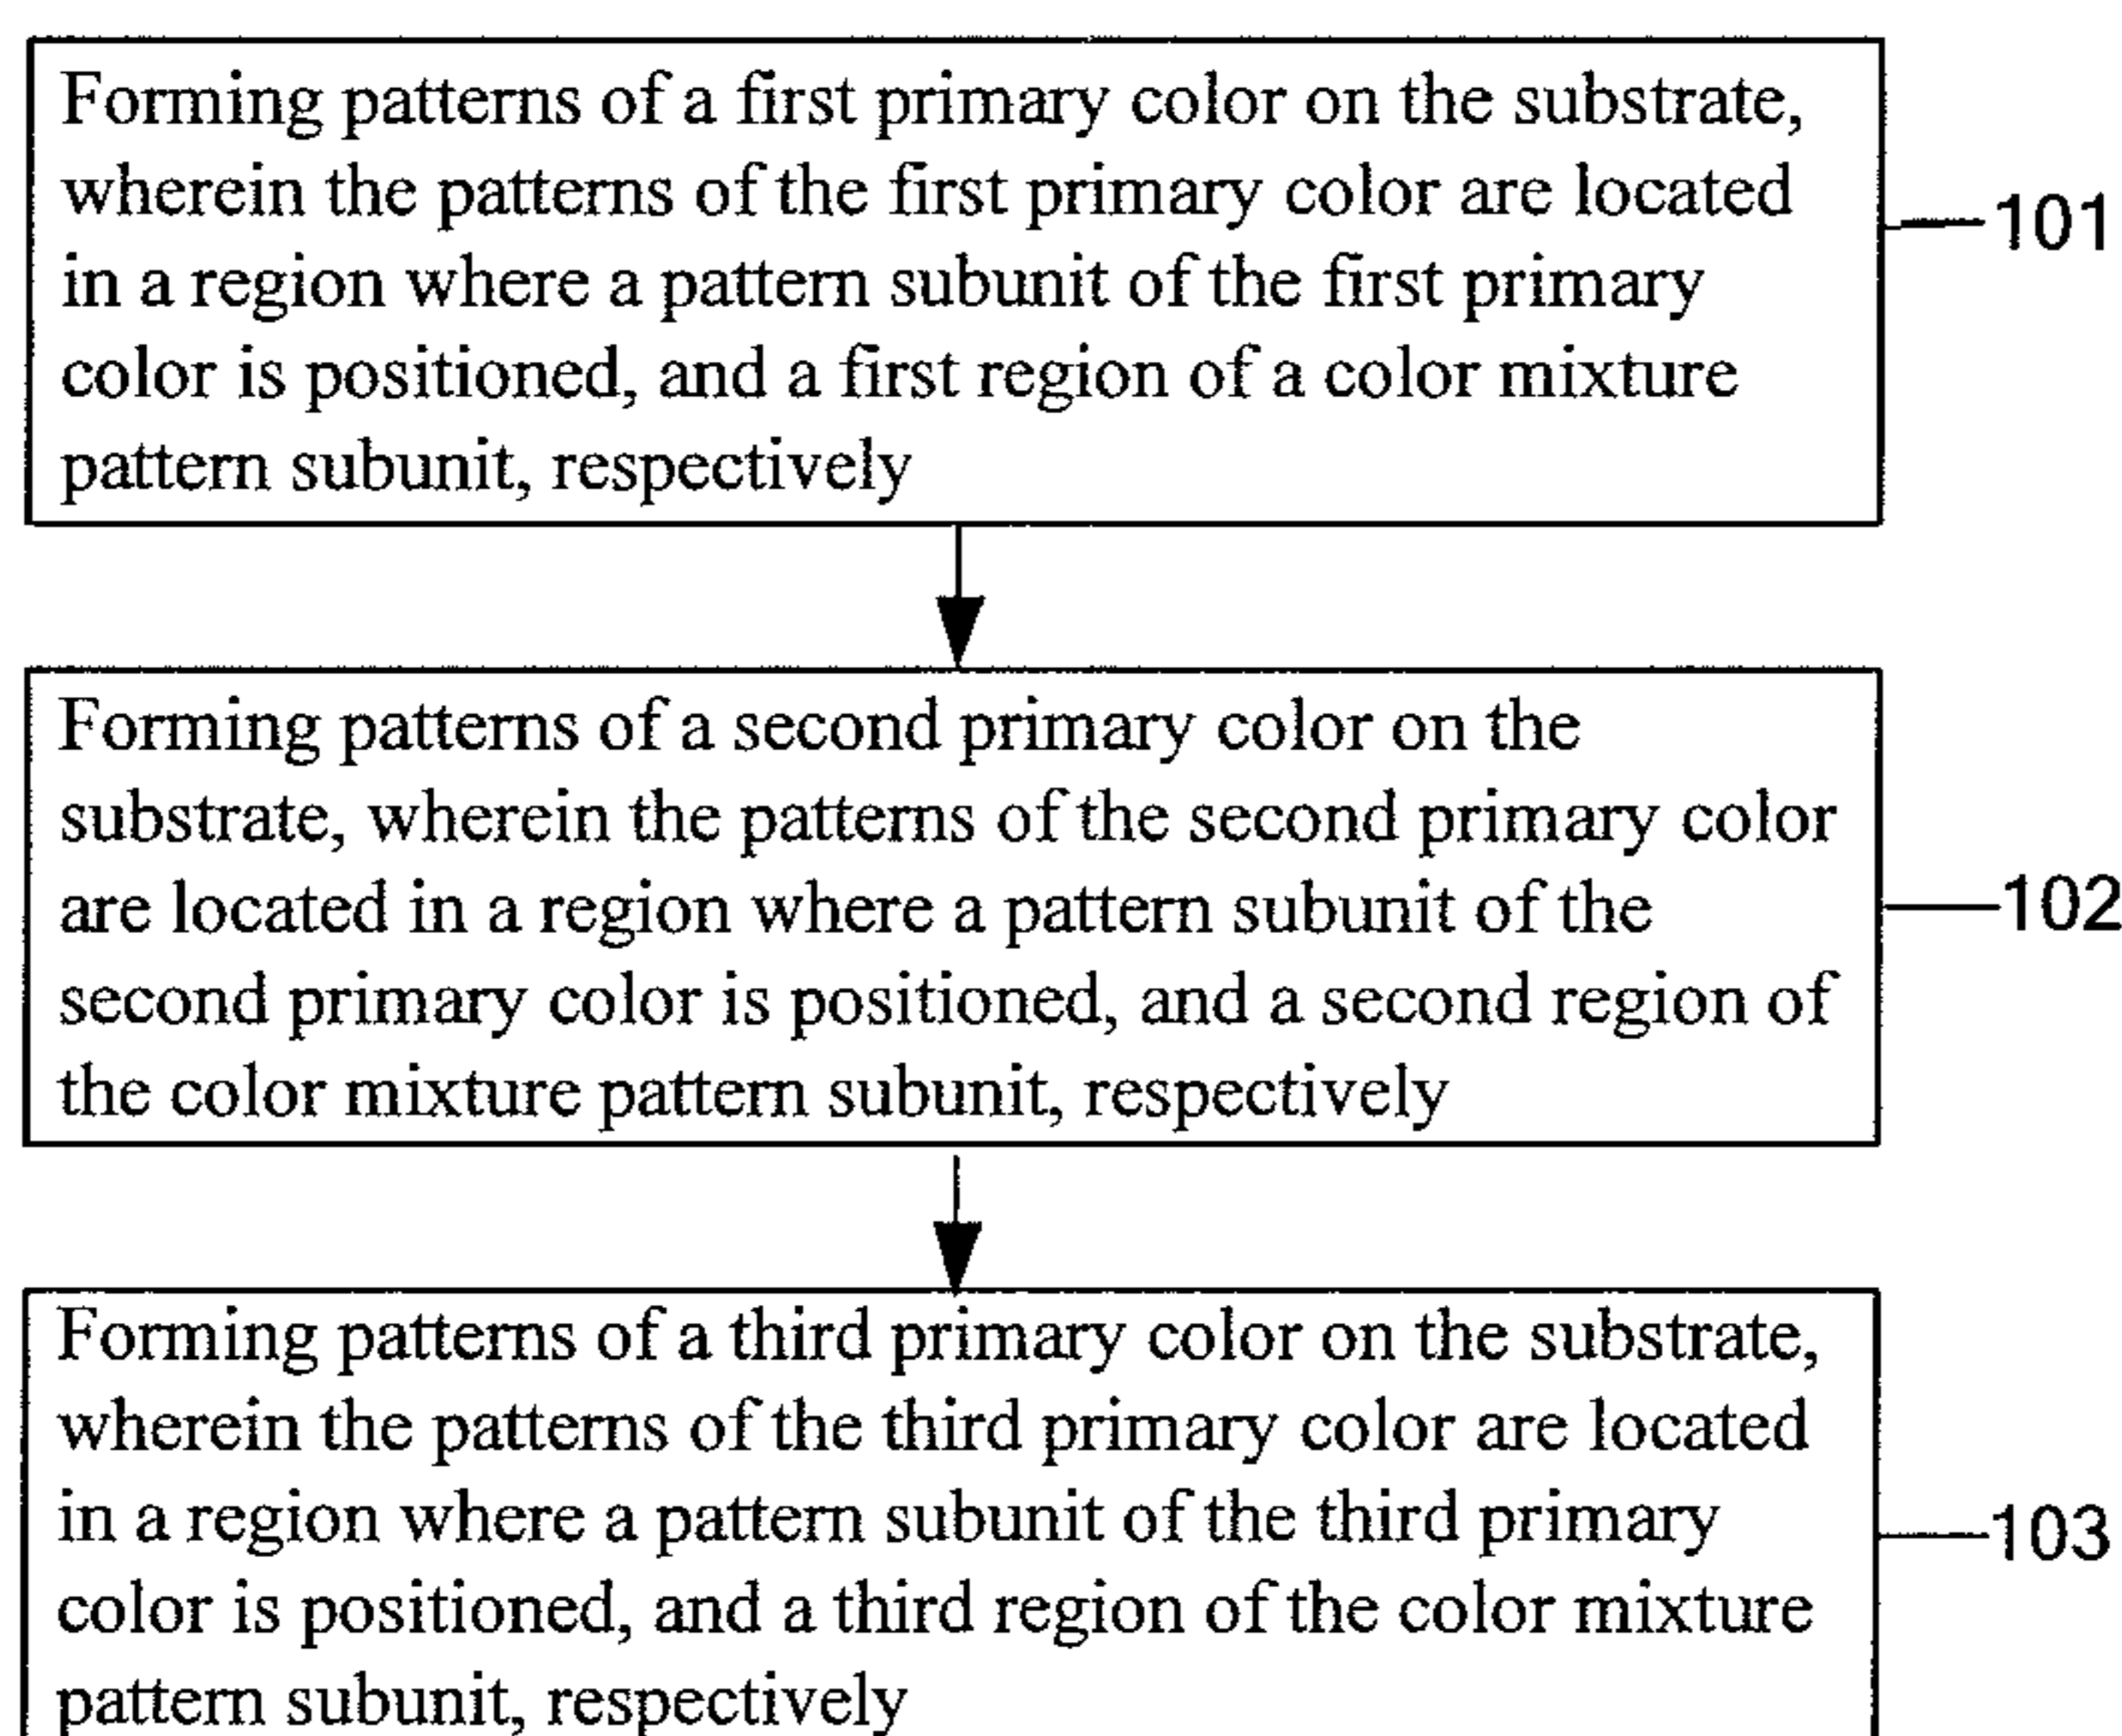 Forming patterns of a first primary color on the substrate,
wherein the patterns of the first primary color are located
in a region where a pattern subunit of the first primary
color is positioned, and a first region of a color mixture
pattern subunit, respectively
101
Forming patterns of a second primary color on the
substrate, wherein the patterns of the second primary color
are located in a region where a pattern subunit of the
second primary color is positioned, and a second region of
the color mixture pattern subunit, respectively
102
Forming patterns of a third primary color on the substrate,
wherein the patterns of the third primary color are located
in a region where a pattern subunit of the third primary
color is positioned, and a third region of the color mixture
pattern subunit, respectively
103